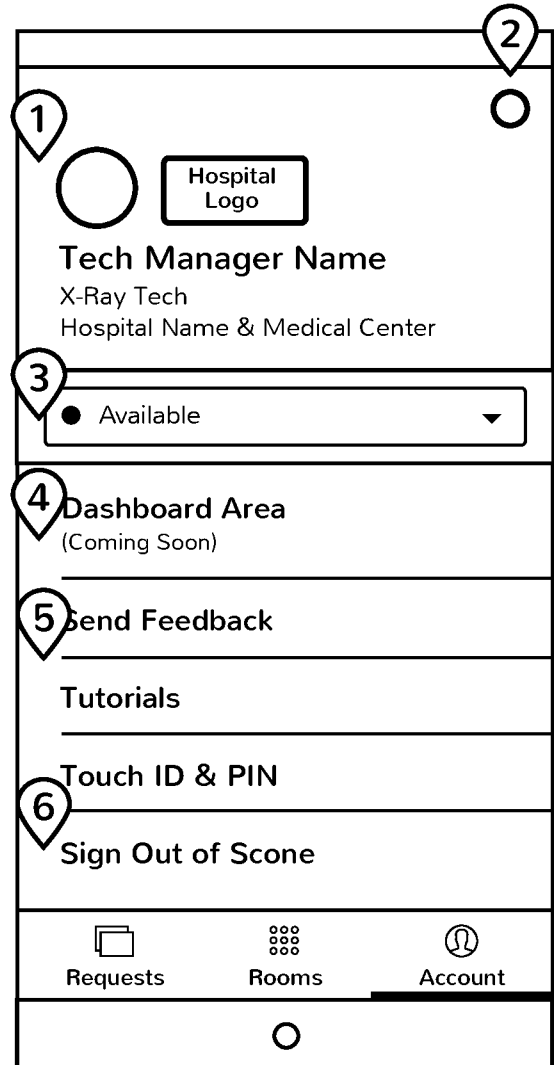 2
1
Hospital
Logo
Tech Manager Name
X-Ray Tech
Hospital Name & Medical Center
3
Available
4
Dashboard Area
(Coming Soon)
5
Send Feedback
Tutorials
Touch ID & PIN
6
Sign Out of Scone
Requests Rooms Account